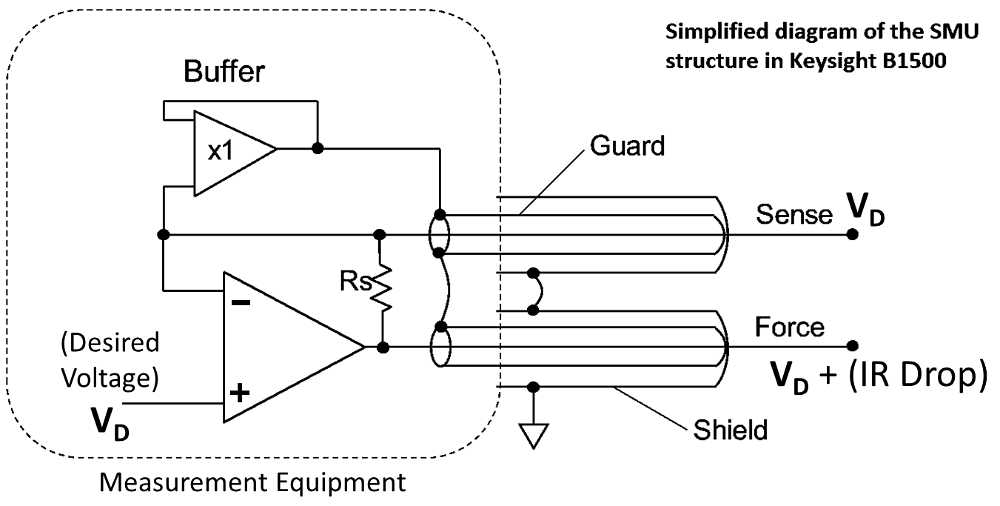 Simplified diagram of the SMU
structure in Keysight B1500
Buffer
x1
Guard
Sense V_D
Rs
−
(Desired
Voltage)
+
V_D
Force
V_D + (IR Drop)
Shield
Measurement Equipment